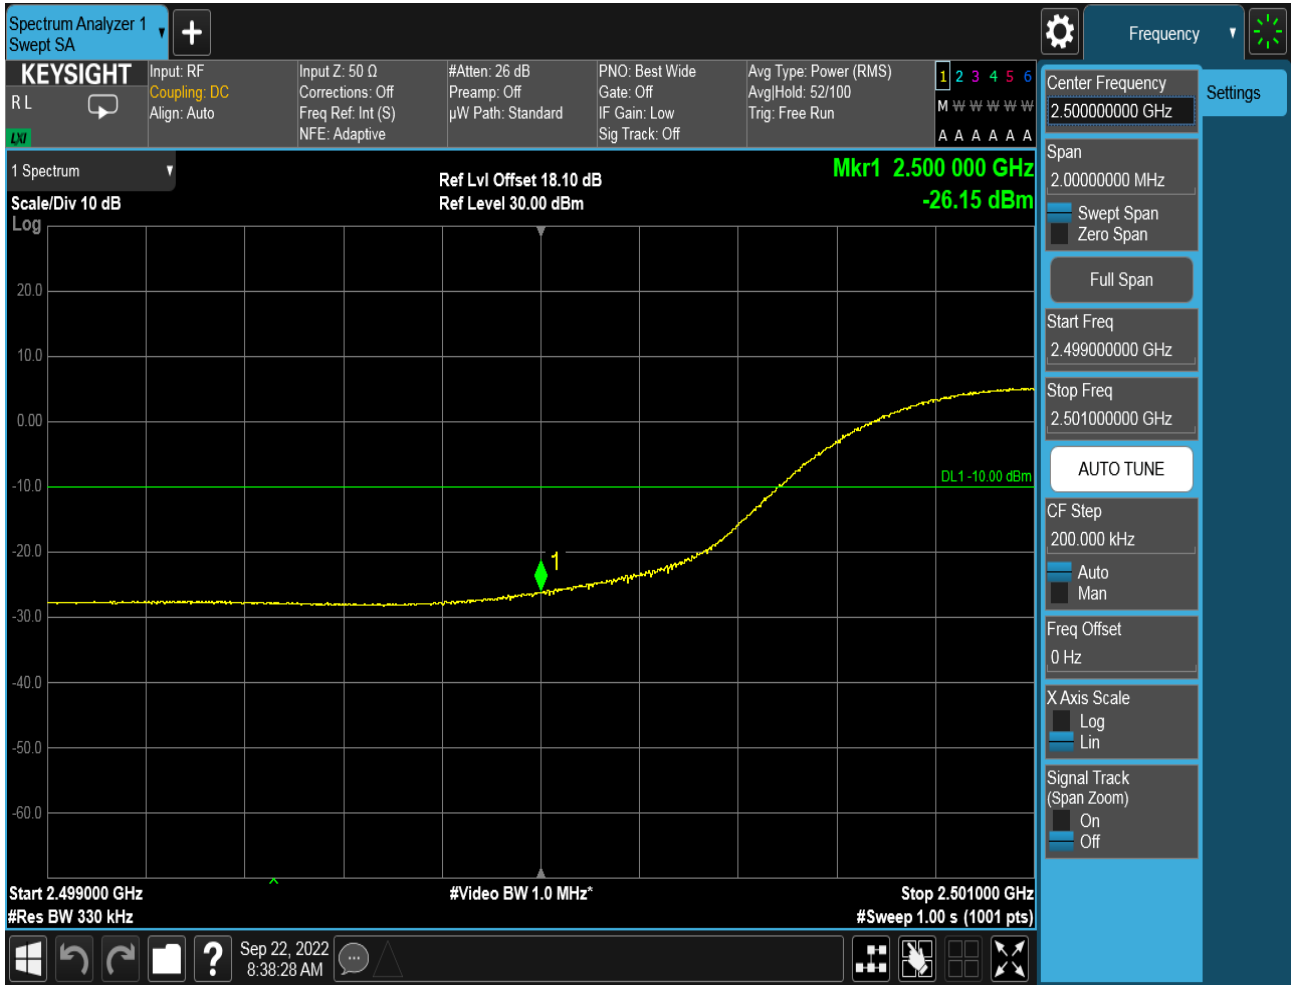 Spectrum Analyzer 1
Swept SA
Frequency
KEYSIGHT
R L
LXI
Input: RF
Coupling: DC
Align: Auto
Input Z: 50 Ω
Corrections: Off
Freq Ref: Int (S)
NFE: Adaptive
#Atten: 26 dB
Preamp: Off
µW Path: Standard
PNO: Best Wide
Gate: Off
IF Gain: Low
Sig Track: Off
Avg Type: Power (RMS)
Avg|Hold: 52/100
Trig: Free Run
1 2 3 4 5 6
M W W W W W
A A A A A A
1 Spectrum
Scale/Div 10 dB
Log
Ref Lvl Offset 18.10 dB
Ref Level 30.00 dBm
Mkr1 2.500 000 GHz
-26.15 dBm
20.0
10.0
0.00
-10.0
-20.0
-30.0
-40.0
-50.0
-60.0
DL1 -10.00 dBm
1
Start 2.499000 GHz
#Res BW 330 kHz
#Video BW 1.0 MHz*
Stop 2.501000 GHz
#Sweep 1.00 s (1001 pts)
Center Frequency
2.500000000 GHz
Settings
Span
2.00000000 MHz
Swept Span
Zero Span
Full Span
Start Freq
2.499000000 GHz
Stop Freq
2.501000000 GHz
AUTO TUNE
CF Step
200.000 kHz
Auto
Man
Freq Offset
0 Hz
X Axis Scale
Log
Lin
Signal Track
(Span Zoom)
On
Off
?
Sep 22, 2022
8:38:28 AM